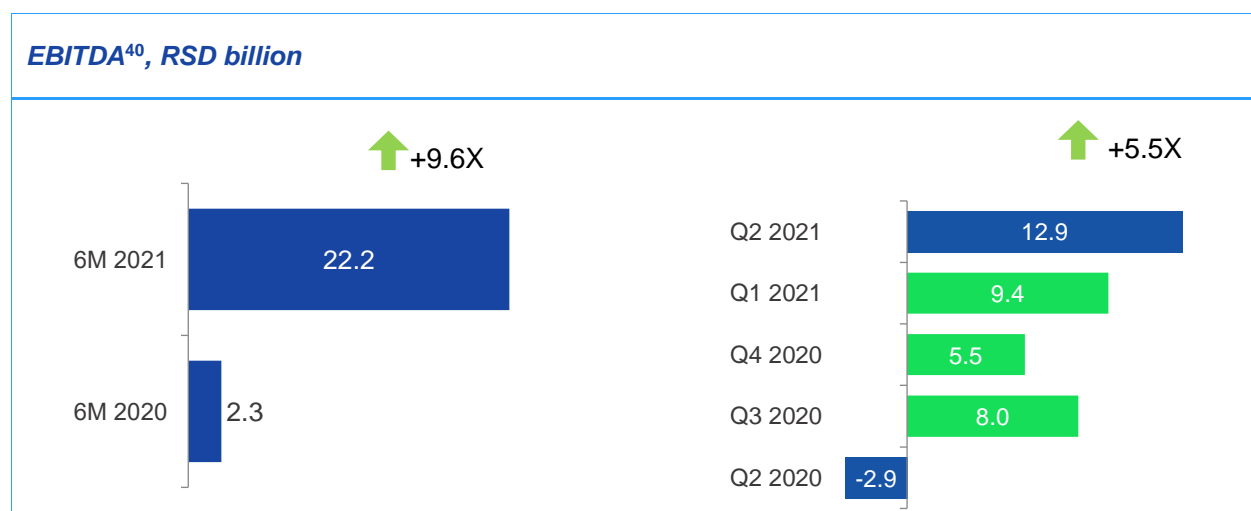 EBITDA⁴⁰, RSD billion
+9.6X
6M 2021 22.2
6M 2020 2.3
+5.5X
Q2 2021 12.9
Q1 2021 9.4
Q4 2020 5.5
Q3 2020 8.0
Q2 2020 -2.9